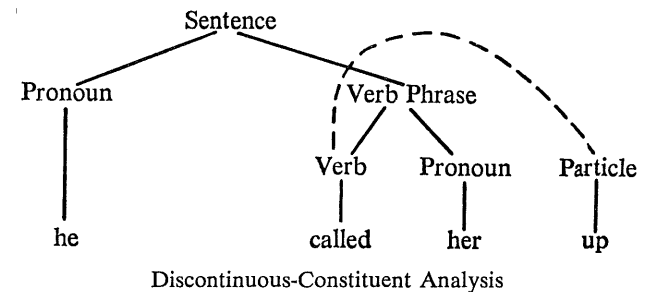 Sentence
Pronoun Verb Phrase
Verb Pronoun Particle
he called her up
Discontinuous-Constituent Analysis